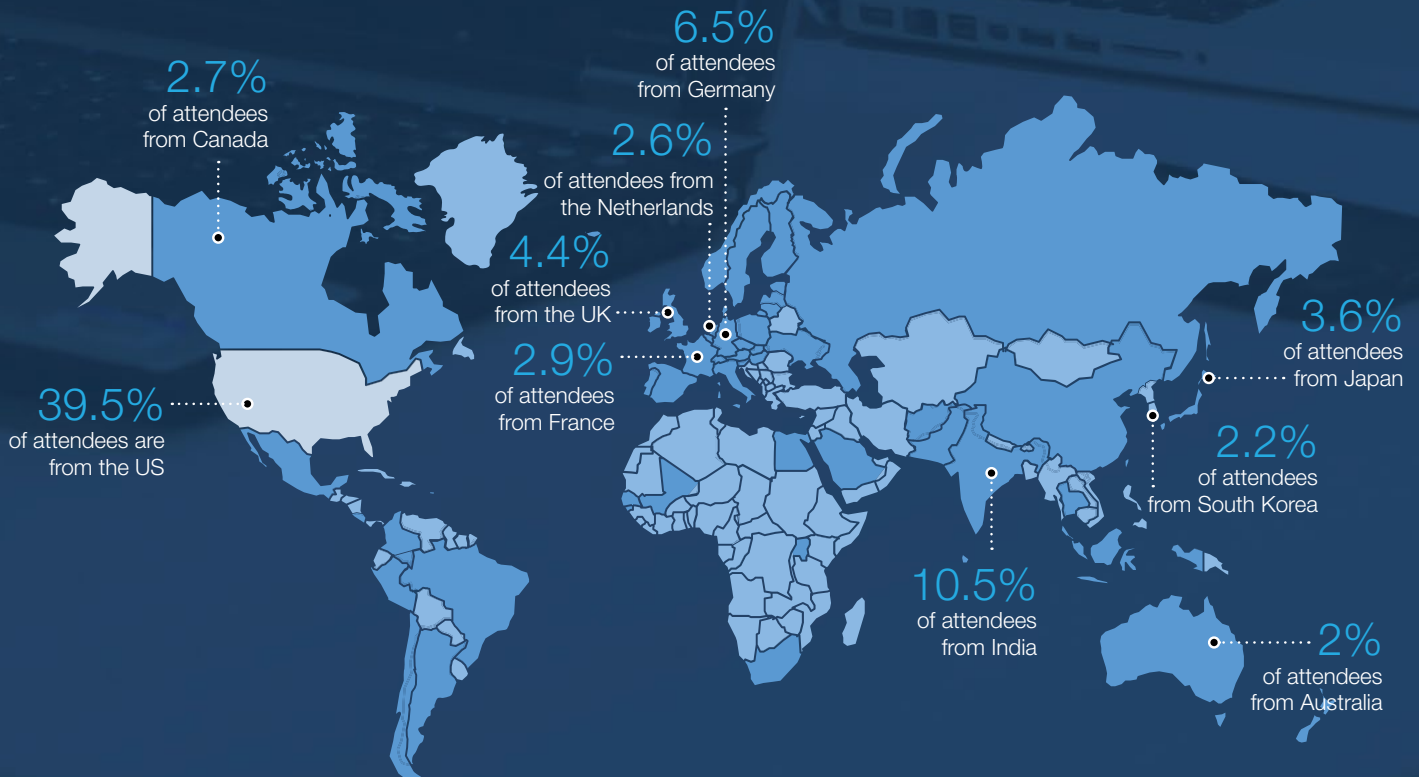 6.5%
of attendees
from Germany
2.7%
of attendees
from Canada
2.6%
of attendees from
the Netherlands
4.4%
of attendees
from the UK
2.9%
of attendees
from France
39.5%
of attendees are
from the US
3.6%
of attendees
from Japan
2.2%
of attendees
from South Korea
10.5%
of attendees
from India
2%
of attendees
from Australia